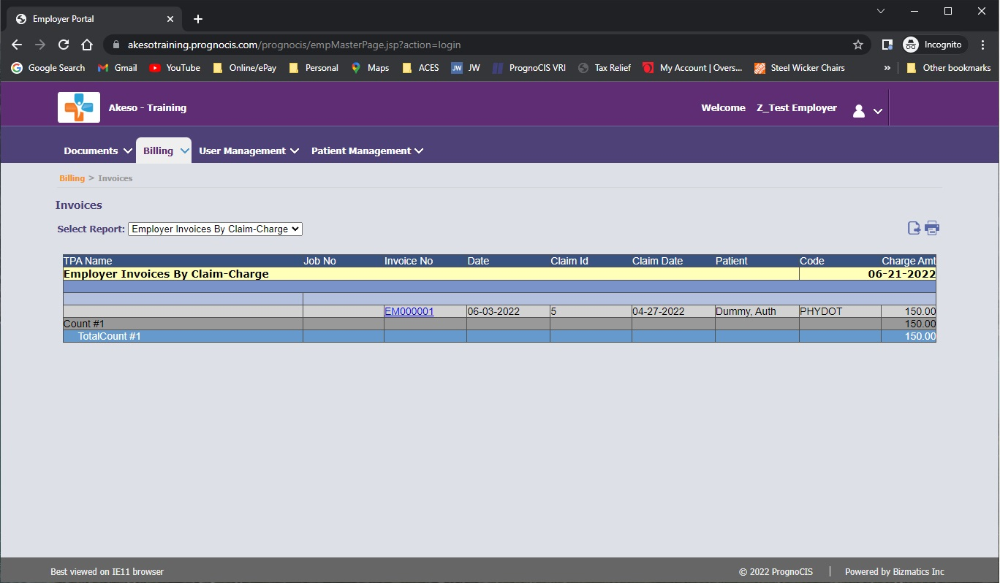 Employer Portal
akesotraining.prognocis.com/prognocis/empMasterPage.jsp?action=login Incognito
Google Search Gmail YouTube Online/ePay Personal Maps ACES JW JW PrognoCIS VRI Tax Relief My Account | Overs... Steel Wicker Chairs » Other bookmarks
Akeso - Training Welcome Z_Test Employer
Documents Billing User Management Patient Management
Billing > Invoices
Invoices
Select Report: Employer Invoices By Claim-Charge
TPA Name Job No Invoice No Date Claim Id Claim Date Patient Code Charge Amt
Employer Invoices By Claim-Charge 06-21-2022
EM000001 06-03-2022 5 04-27-2022 Dummy, Auth PHYDOT 150.00
Count #1 150.00
TotalCount #1 150.00
Best viewed on IE11 browser © 2022 PrognoCIS | Powered by Bizmatics Inc